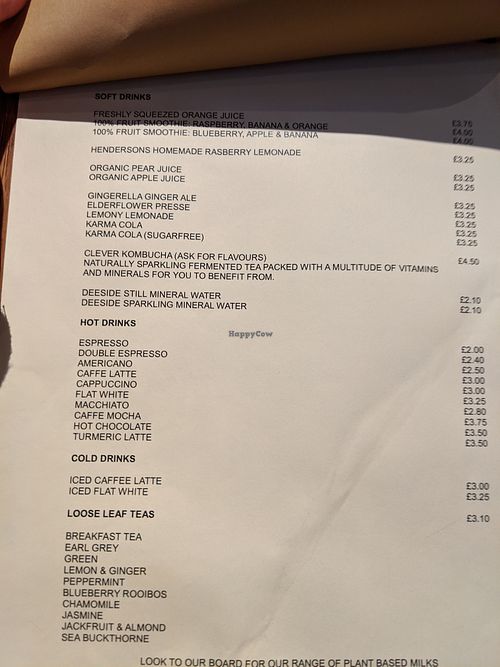 SOFT DRINKS
FRESHLY SQUEEZED ORANGE JUICE £3.70
100% FRUIT SMOOTHIE: RASPBERRY, BANANA & ORANGE £4.00
100% FRUIT SMOOTHIE: BLUEBERRY, APPLE & BANANA £4.00
HENDERSONS HOMEMADE RASBERRY LEMONADE £3.25
ORGANIC PEAR JUICE £3.25
ORGANIC APPLE JUICE £3.25
GINGERELLA GINGER ALE £3.25
ELDERFLOWER PRESSE £3.25
LEMONY LEMONADE £3.25
KARMA COLA £3.25
KARMA COLA (SUGARFREE) £3.25
CLEVER KOMBUCHA (ASK FOR FLAVOURS) £4.50
NATURALLY SPARKLING FERMENTED TEA PACKED WITH A MULTITUDE OF VITAMINS
AND MINERALS FOR YOU TO BENEFIT FROM.
DEESIDE STILL MINERAL WATER £2.10
DEESIDE SPARKLING MINERAL WATER £2.10
HOT DRINKS
HappyCow
ESPRESSO £2.00
DOUBLE ESPRESSO £2.40
AMERICANO £2.50
CAFFE LATTE £3.00
CAPPUCCINO £3.00
FLAT WHITE £3.25
MACCHIATO £2.80
CAFFE MOCHA £3.75
HOT CHOCOLATE £3.50
TURMERIC LATTE £3.50
COLD DRINKS
ICED CAFFEE LATTE £3.00
ICED FLAT WHITE £3.25
LOOSE LEAF TEAS £3.10
BREAKFAST TEA
EARL GREY
GREEN
LEMON & GINGER
PEPPERMINT
BLUEBERRY ROOIBOS
CHAMOMILE
JASMINE
JACKFRUIT & ALMOND
SEA BUCKTHORNE
LOOK TO OUR BOARD FOR OUR RANGE OF PLANT BASED MILKS